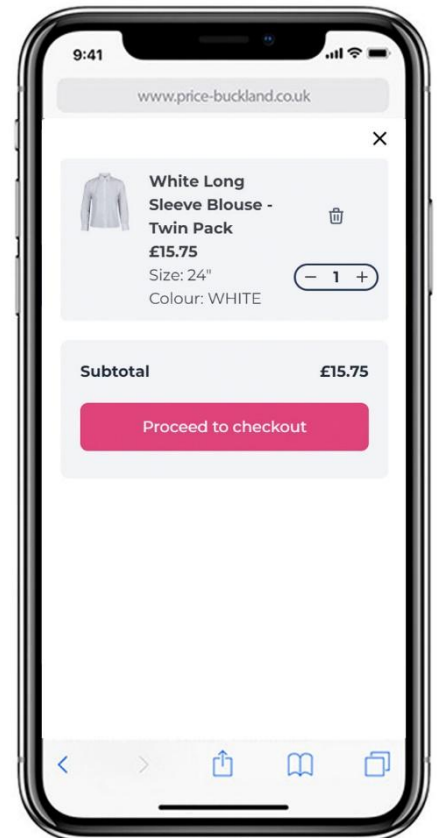 9:41
www.price-buckland.co.uk
White Long
Sleeve Blouse -
Twin Pack
£15.75
Size: 24"
− 1 +
Colour: WHITE
Subtotal £15.75
Proceed to checkout